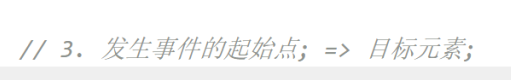 // 3. 发生事件的起始点; => 目标元素;